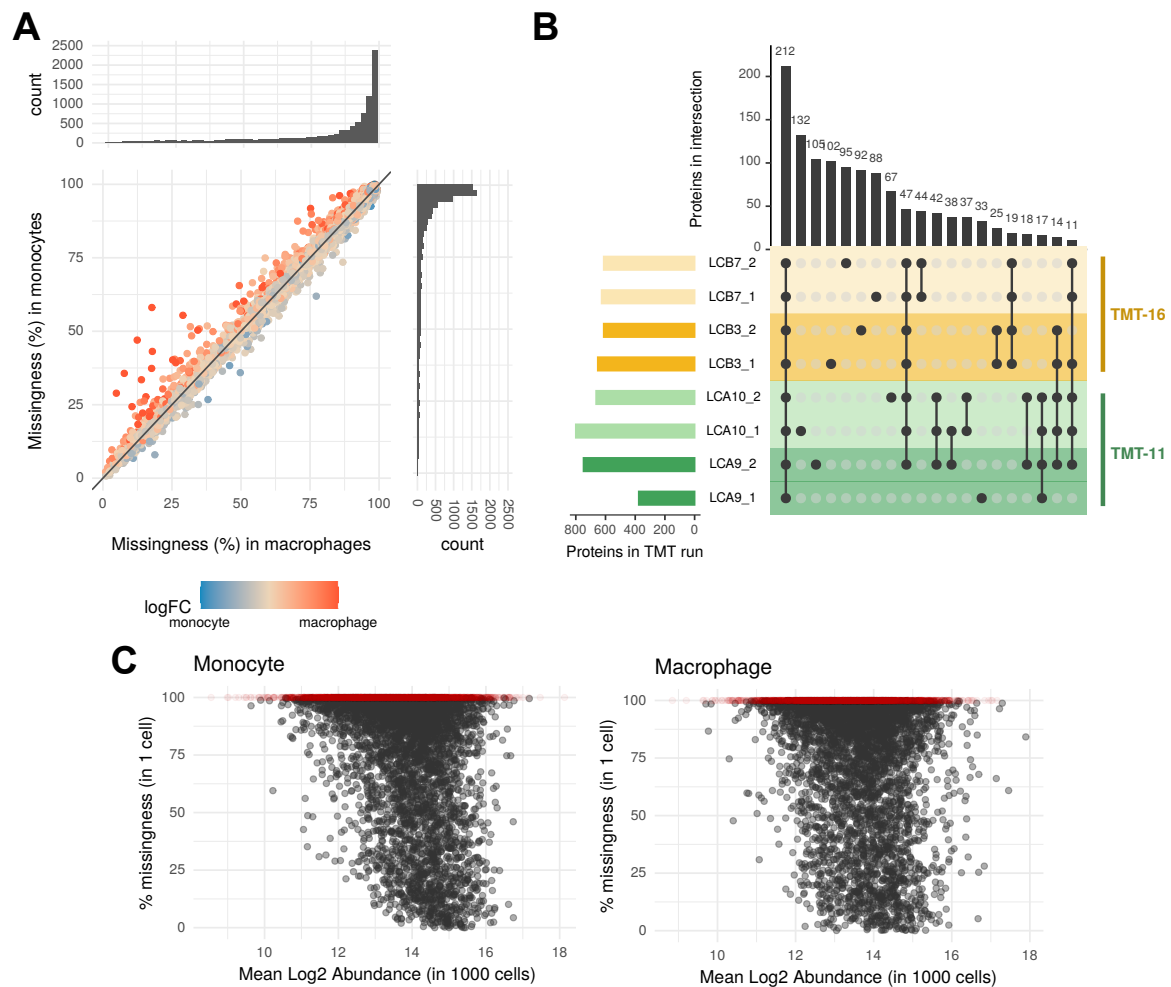 A
2500
2000
1500
1000
500
0
count
100
75
50
25
0
Missingness (%) in monocytes
0 25 50 75 100
Missingness (%) in macrophages
0 500 1000 1500 2000 2500
count
logFC
monocyte macrophage
B
Proteins in intersection
200
150
100
50
0
212 132 105 102 95 92 88 67 47 44 42 38 37 33 25 19 18 17 14 11
LCB7_2
LCB7_1
LCB3_2
LCB3_1
LCA10_2
LCA10_1
LCA9_2
LCA9_1
TMT-16
TMT-11
800 600 400 200 0
Proteins in TMT run
C
Monocyte
% missingness (in 1 cell)
100
75
50
25
0
10 12 14 16 18
Mean Log2 Abundance (in 1000 cells)
Macrophage
% missingness (in 1 cell)
100
75
50
25
0
10 12 14 16 18
Mean Log2 Abundance (in 1000 cells)